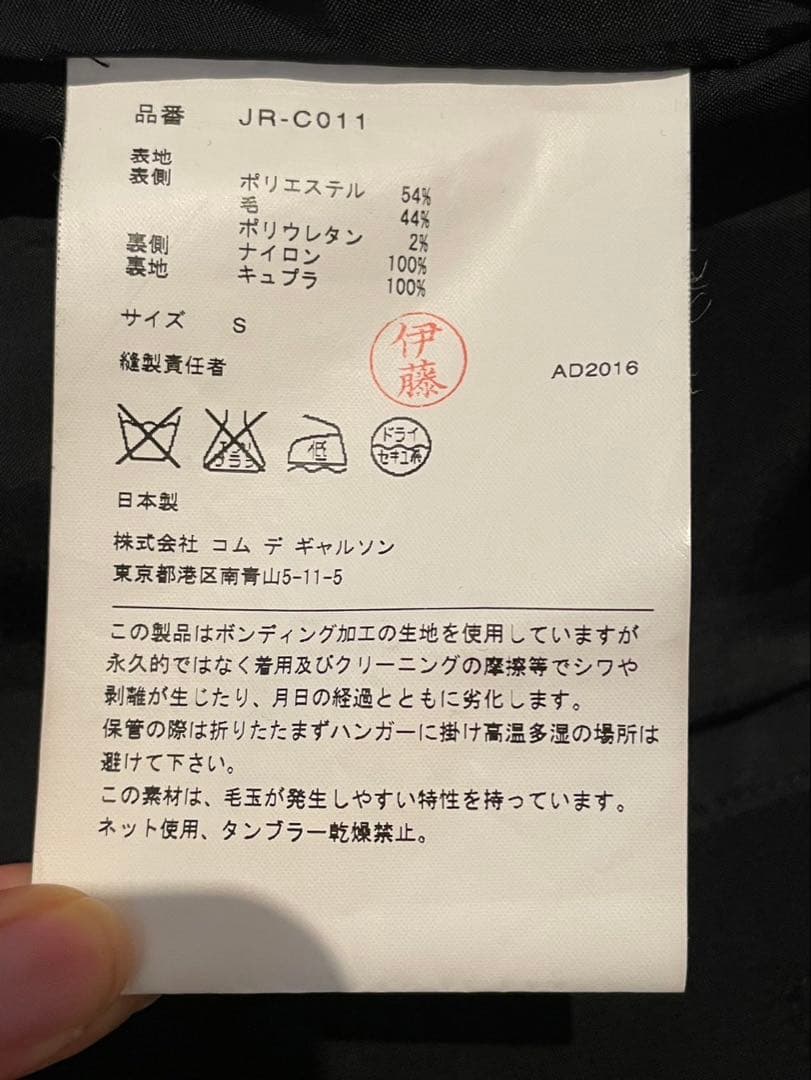 品番 JR-C011
表地
表側 ポリエステル 54%
毛 44%
ポリウレタン 2%
裏側 ナイロン 100%
裏地 キュプラ 100%
サイズ S
縫製責任者 伊藤 AD2016
低
ドライ
セキユ系
日本製
株式会社 コム デ ギャルソン
東京都港区南青山5-11-5
この製品はボンディング加工の生地を使用していますが
永久的ではなく着用及びクリーニングの摩擦等でシワや
剥離が生じたり、月日の経過とともに劣化します。
保管の際は折りたたまずハンガーに掛け高温多湿の場所は
避けて下さい。
この素材は、毛玉が発生しやすい特性を持っています。
ネット使用、タンブラー乾燥禁止。